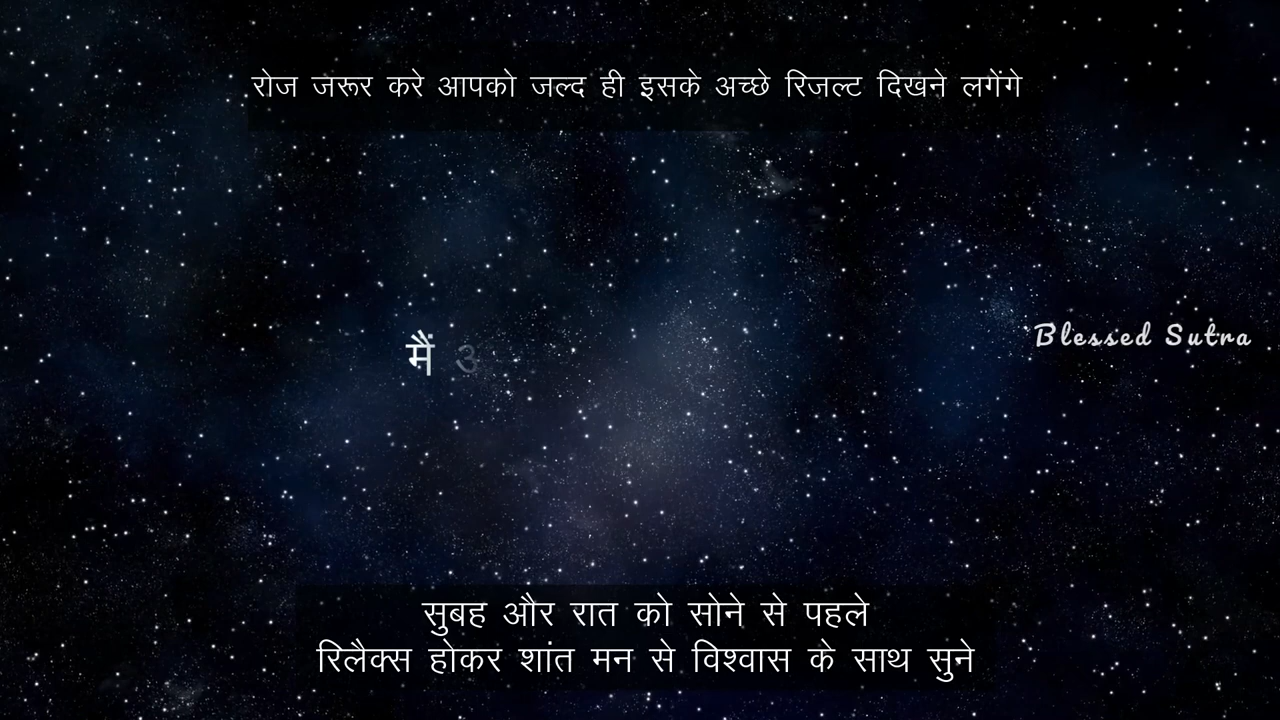 रोज जरूर करे आपको जल्द ही इसके अच्छे रिजल्ट दिखने लगेंगे
Blessed Sutra
मैं
सुबह और रात को सोने से पहले
रिलैक्स होकर शांत मन से विश्वास के साथ सुने